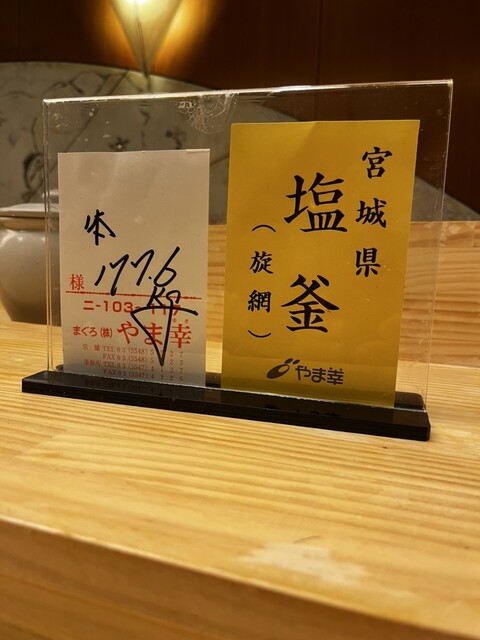 宮城県
塩釜
（旋網）
やま幸
本
177.6
kg
様
ニ-103-
まぐろ(株)やま幸